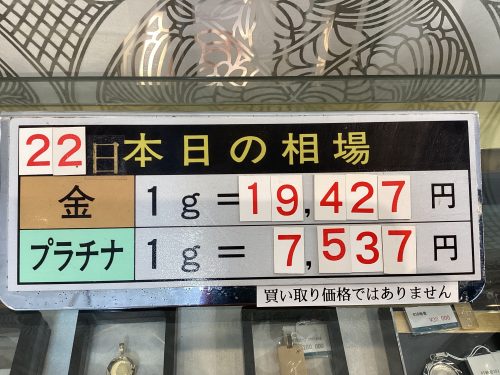 22日 本日の相場
金 1g=19,427円
プラチナ 1g=7,537円
買い取り価格ではありません